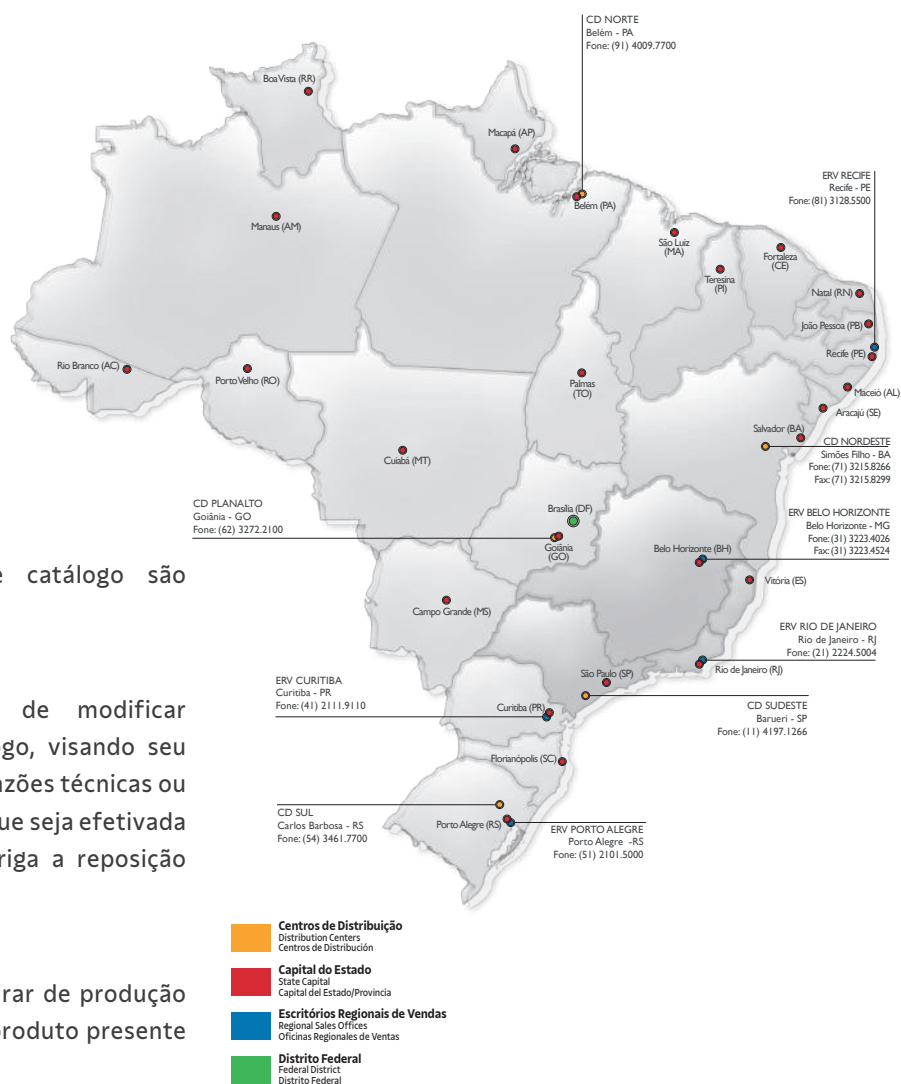 CD NORTE
Belém - PA
Fone: (91) 4009.7700
Boa Vista (RR)
Macapá (AP)
ERV RECIFE
Recife - PE
Fone: (81) 3128.5500
Belém (PA)
Manaus (AM)
São Luiz
(MA)
Fortaleza
(CE)
Teresina
(PI)
Natal (RN)
João Pessoa (PB)
Recife (PE)
Rio Branco (AC)
Porto Velho (RO)
Palmas
(TO)
Maceió (AL)
Aracajú (SE)
Salvador (BA)
CD NORDESTE
Simões Filho - BA
Fone: (71) 3215.8266
Fax: (71) 3215.8299
Cuiabá (MT)
CD PLANALTO
Goiânia - GO
Fone: (62) 3272.2100
Brasília (DF)
Goiânia
(GO)
ERV BELO HORIZONTE
Belo Horizonte - MG
Fone: (31) 3223.4026
Fax: (31) 3223.4524
Belo Horizonte (BH)
Vitória (ES)
catálogo são
Campo Grande (MS)
ERV RIO DE JANEIRO
Rio de Janeiro - RJ
Fone: (21) 2224.5004
Rio de Janeiro (RJ)
São Paulo (SP)
ERV CURITIBA
Curitiba - PR
Fone: (41) 2111.9110
Curitiba (PR)
CD SUDESTE
Barueri - SP
Fone: (11) 4197.1266
de modificar
go, visando seu
azões técnicas ou
ue seja efetivada
riga a reposição
Florianópolis (SC)
CD SUL
Carlos Barbosa - RS
Fone: (54) 3461.7700
Porto Alegre (RS)
ERV PORTO ALEGRE
Porto Alegre -RS
Fone: (51) 2101.5000
Centros de Distribuição
Distribution Centers
Centros de Distribución
Capital do Estado
State Capital
Capital del Estado/Provincia
rar de produção
produto presente
Escritórios Regionais de Vendas
Regional Sales Offices
Oficinas Regionales de Ventas
Distrito Federal
Federal District
Distrito Federal